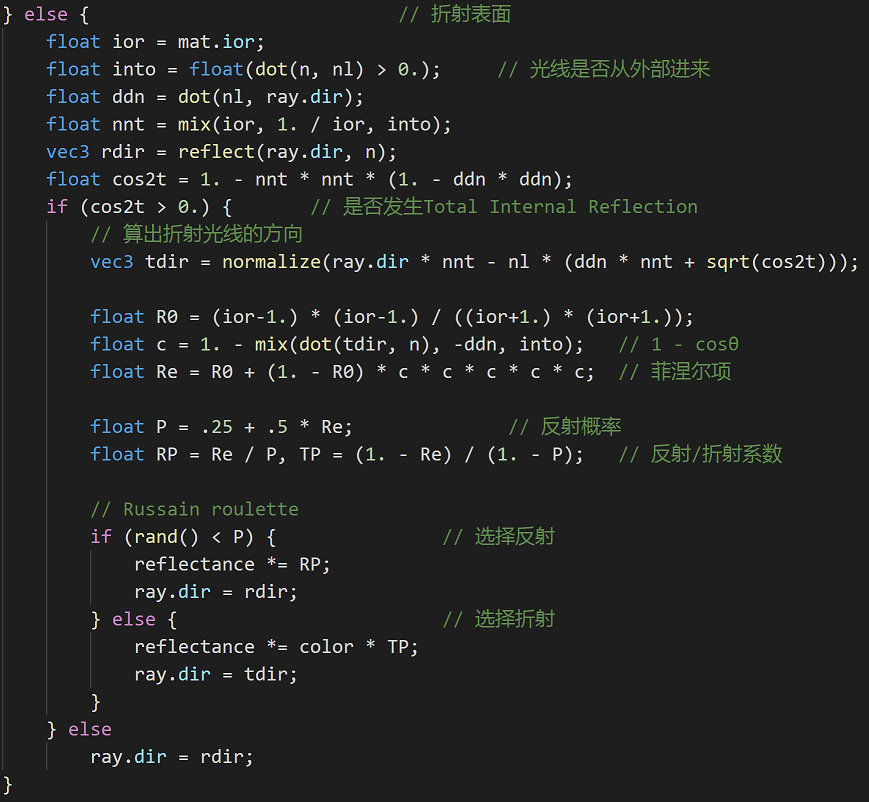 } else {                            // 折射表面
    float ior = mat.ior;
    float into = float(dot(n, nl) > 0.);     // 光线是否从外部进来
    float ddn = dot(nl, ray.dir);
    float nnt = mix(ior, 1. / ior, into);
    vec3 rdir = reflect(ray.dir, n);
    float cos2t = 1. - nnt * nnt * (1. - ddn * ddn);
    if (cos2t > 0.) {       // 是否发生Total Internal Reflection
        // 算出折射光线的方向
        vec3 tdir = normalize(ray.dir * nnt - nl * (ddn * nnt + sqrt(cos2t)));

        float R0 = (ior-1.) * (ior-1.) / ((ior+1.) * (ior+1.));
        float c = 1. - mix(dot(tdir, n), -ddn, into);   // 1 - cosθ
        float Re = R0 + (1. - R0) * c * c * c * c * c;  // 菲涅尔项

        float P = .25 + .5 * Re;              // 反射概率
        float RP = Re / P, TP = (1. - Re) / (1. - P);   // 反射/折射系数

        // Russain roulette
        if (rand() < P) {               // 选择反射
            reflectance *= RP;
            ray.dir = rdir;
        } else {                        // 选择折射
            reflectance *= color * TP;
            ray.dir = tdir;
        }
    } else
        ray.dir = rdir;
}